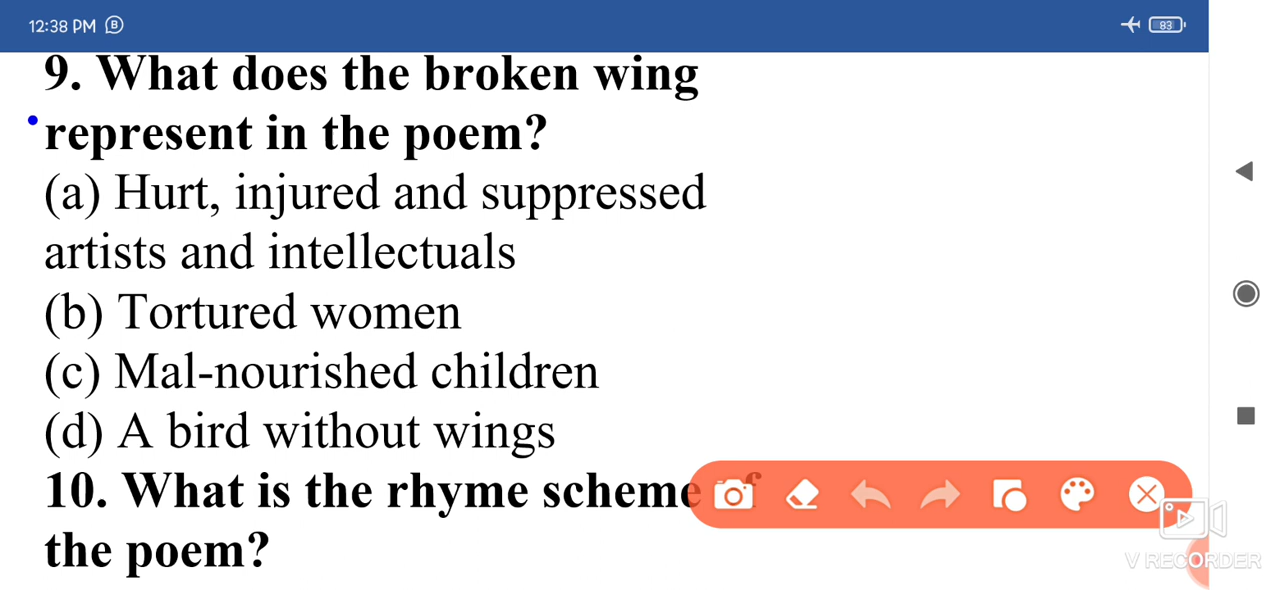 12:38 PM
83
9. What does the broken wing
represent in the poem?
(a) Hurt, injured and suppressed
artists and intellectuals
(b) Tortured women
(c) Mal-nourished children
(d) A bird without wings
10. What is the rhyme scheme of
the poem?
V RECORDER